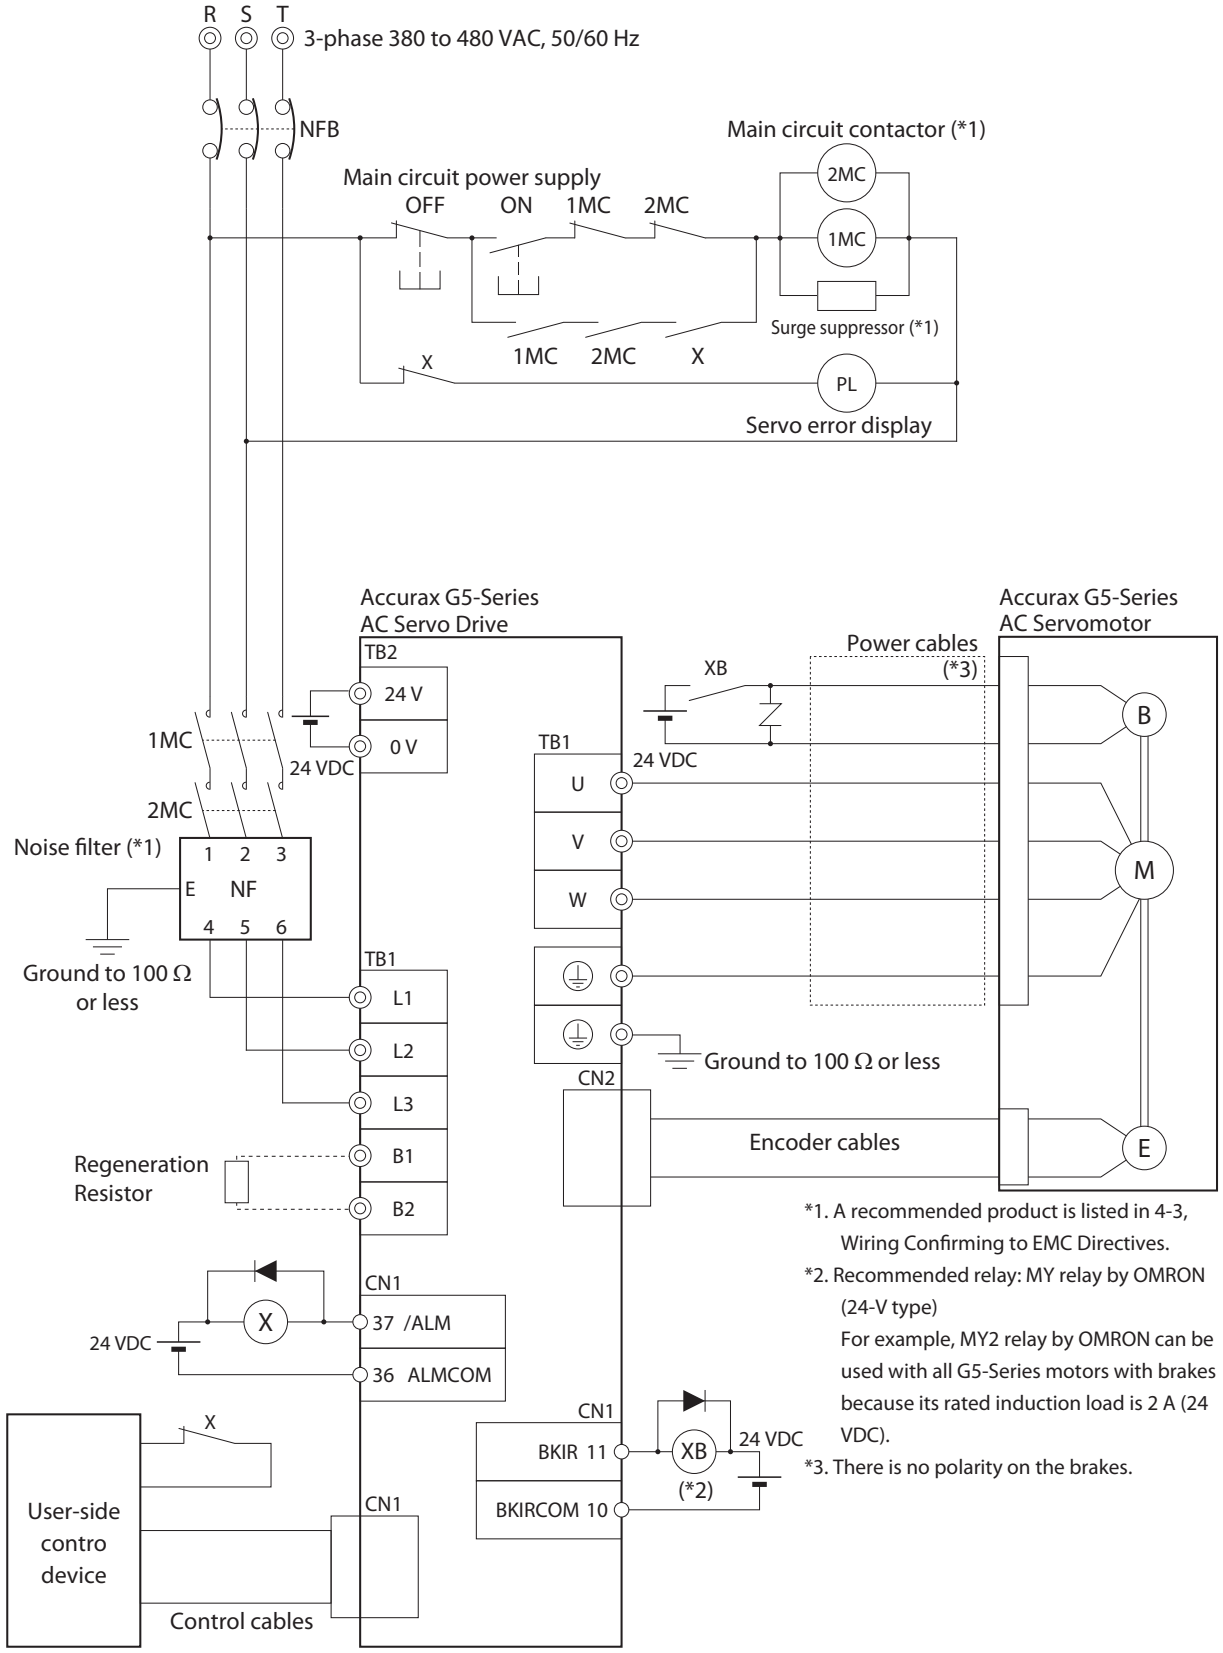 R S T
3-phase 380 to 480 VAC, 50/60 Hz
NFB
Main circuit contactor (*1)
2MC
Main circuit power supply
OFF ON 1MC 2MC
1MC
Surge suppressor (*1)
1MC 2MC X
X
PL
Servo error display
Accurax G5-Series
AC Servo Drive
Accurax G5-Series
AC Servomotor
TB2
24 V
0 V
24 VDC
1MC
2MC
Noise filter (*1)
1 2 3
E NF
4 5 6
Ground to 100 Ω
or less
TB1
L1
L2
L3
B1
B2
Regeneration
Resistor
XB
24 VDC
Power cables
(*3)
B
TB1
U
V
W
M
Ground to 100 Ω or less
CN2
Encoder cables
E
CN1
37 /ALM
36 ALMCOM
X
24 VDC
CN1
BKIR 11
BKIRCOM 10
XB
(*2)
24 VDC
X
User-side
contro
device
CN1
Control cables
*1. A recommended product is listed in 4-3,
Wiring Confirming to EMC Directives.
*2. Recommended relay: MY relay by OMRON
(24-V type)
For example, MY2 relay by OMRON can be
used with all G5-Series motors with brakes
because its rated induction load is 2 A (24
VDC).
*3. There is no polarity on the brakes.